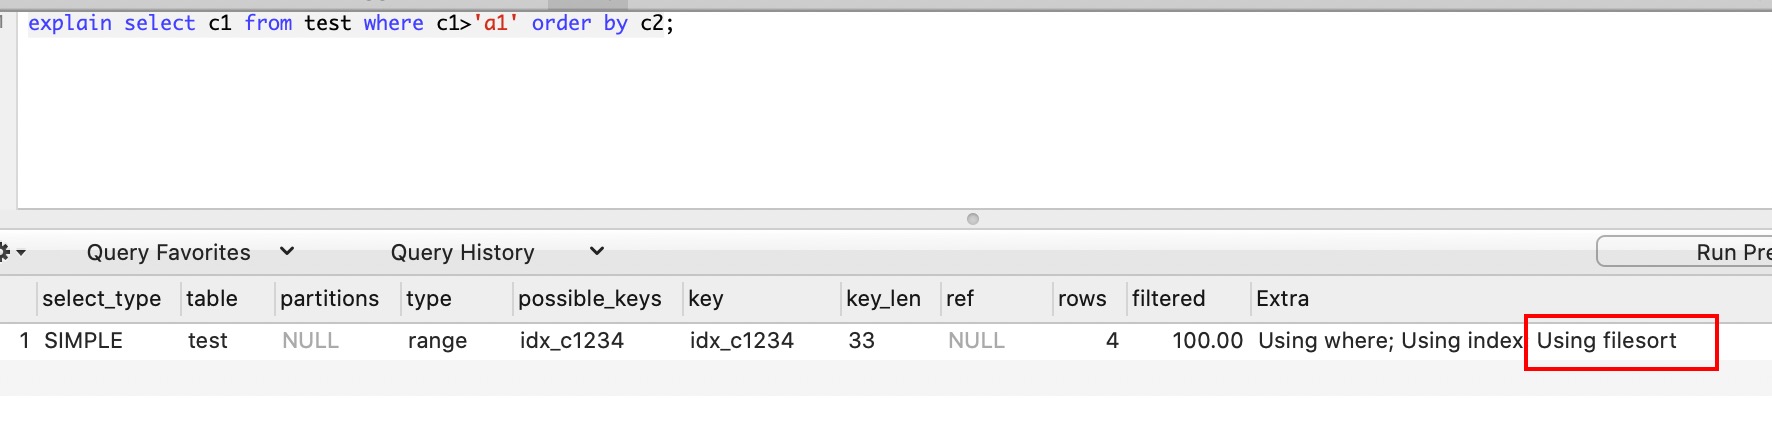 explain select c1 from test where c1>'a1' order by c2;
Query Favorites Query History Run Pre
select_type table partitions type possible_keys key key_len ref rows filtered Extra
1 SIMPLE test NULL range idx_c1234 idx_c1234 33 NULL 4 100.00 Using where; Using index Using filesort